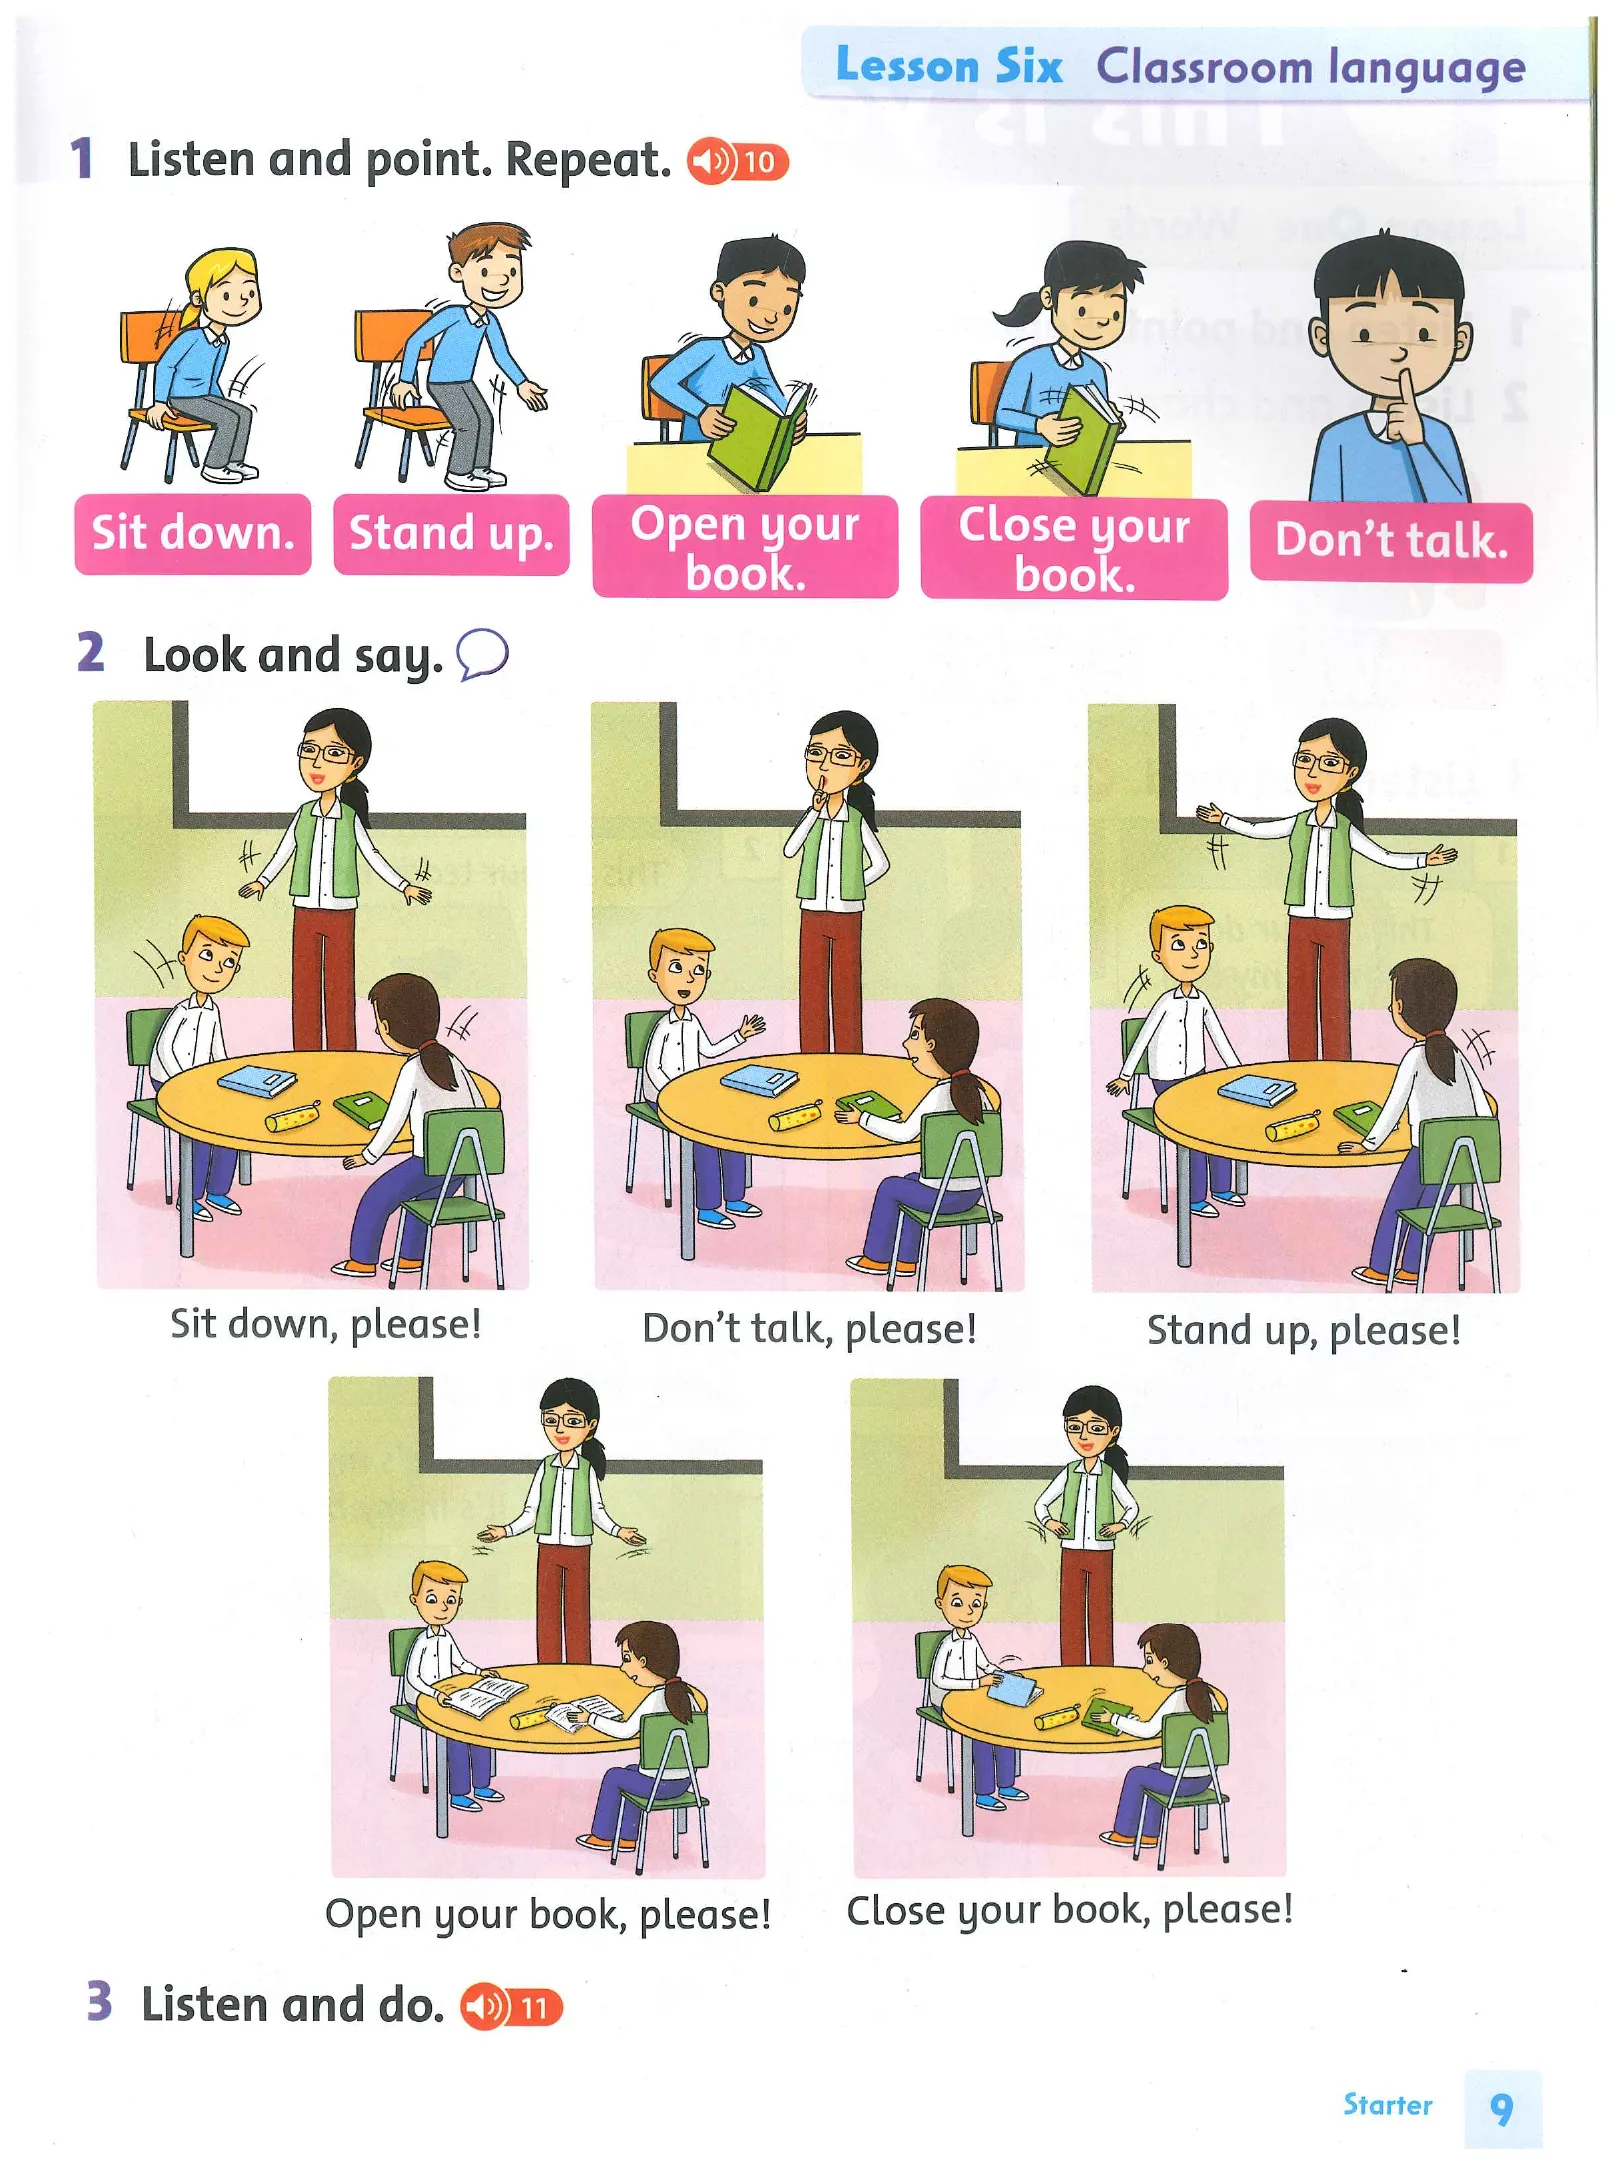 Lesson Six Classroom language
1 Listen and point. Repeat. 10
Sit down.
Stand up.
Open your
book.
Close your
book.
Don't talk.
2 Look and say.
Sit down, please!
Don't talk, please!
Stand up, please!
Open your book, please!
Close your book, please!
3 Listen and do. 11
Starter 9